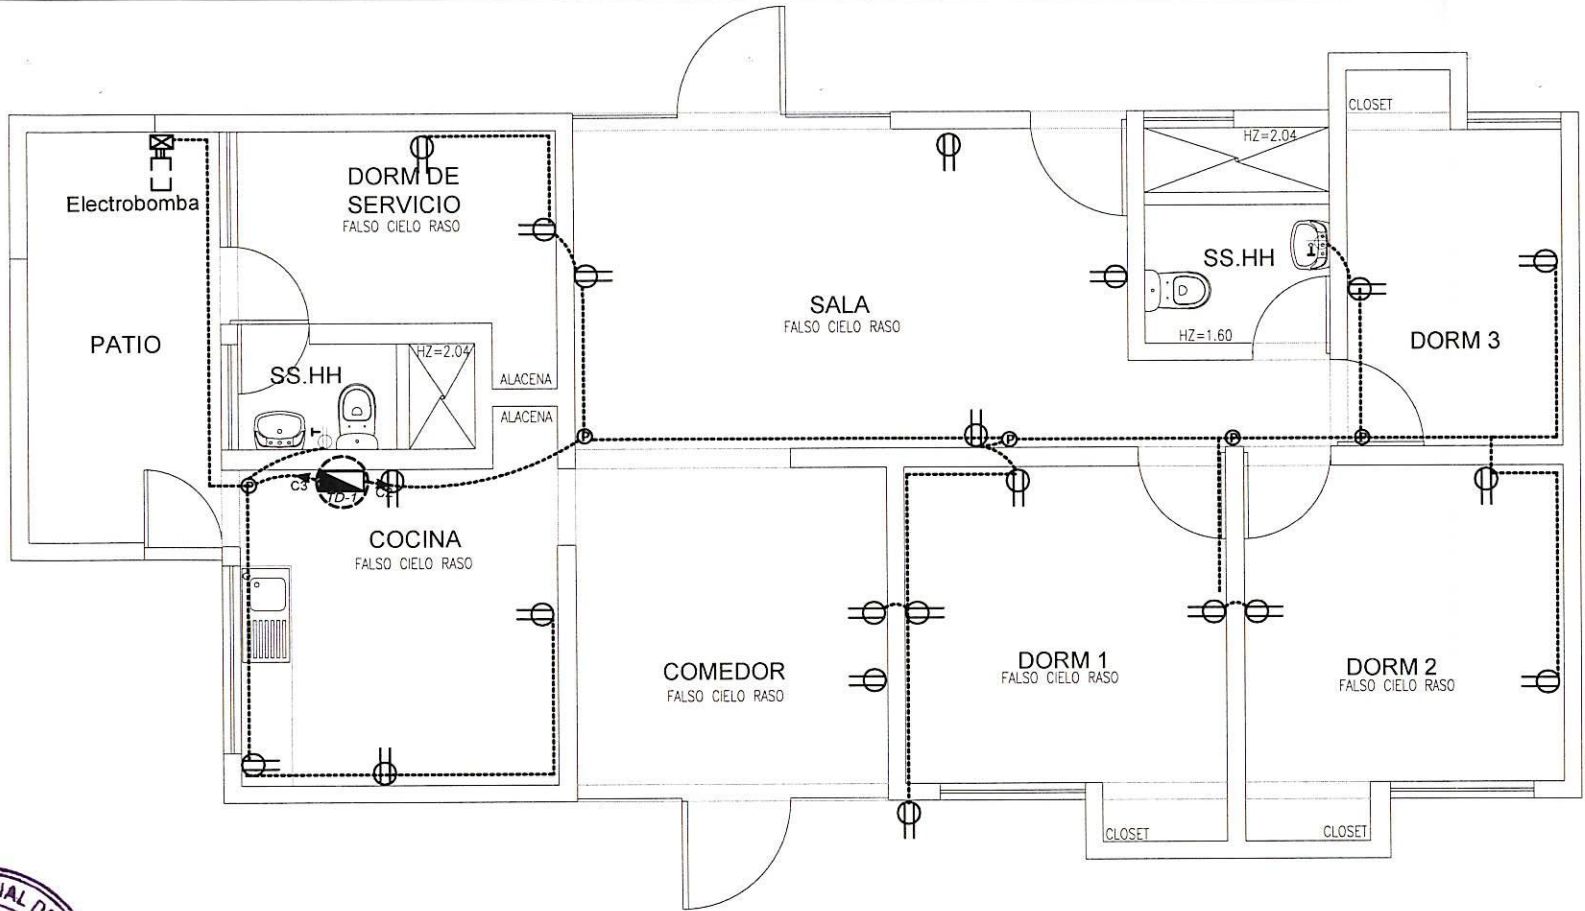 CLOSET
HZ=2.04
DORM DE
SERVICIO
FALSO CIELO RASO
Electrobomba
SS.HH
SALA
FALSO CIELO RASO
HZ=1.60
DORM 3
PATIO
HZ=2.04
SS.HH
ALACENA
ALACENA
T
P
P
P
P
P
C3
TD-1
C2
COCINA
FALSO CIELO RASO
COMEDOR
FALSO CIELO RASO
DORM 1
FALSO CIELO RASO
DORM 2
FALSO CIELO RASO
CLOSET
CLOSET